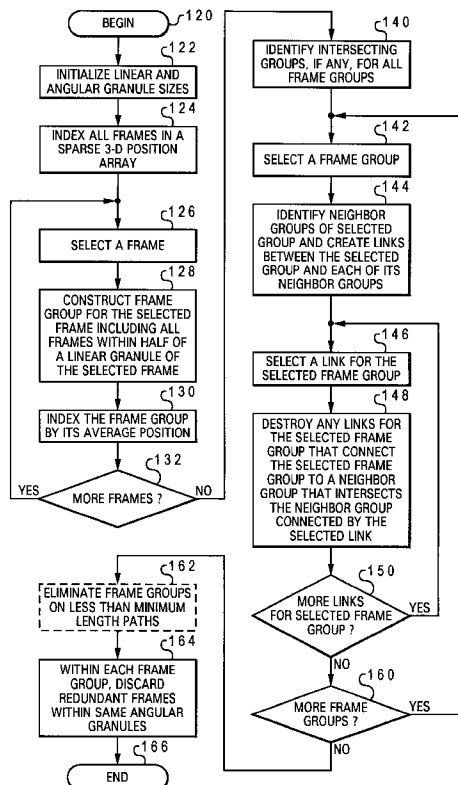 BEGIN
120
122
INITIALIZE LINEAR AND
ANGULAR GRANULE SIZES
124
INDEX ALL FRAMES IN A
SPARSE 3-D POSITION
ARRAY
126
SELECT A FRAME
128
CONSTRUCT FRAME
GROUP FOR THE SELECTED
FRAME INCLUDING ALL
FRAMES WITHIN HALF OF
A LINEAR GRANULE OF
THE SELECTED FRAME
130
INDEX THE FRAME GROUP
BY ITS AVERAGE POSITION
132
YES
MORE FRAMES ?
NO
140
IDENTIFY INTERSECTING
GROUPS, IF ANY, FOR ALL
FRAME GROUPS
142
SELECT A FRAME GROUP
144
IDENTIFY NEIGHBOR
GROUPS OF SELECTED
GROUP AND CREATE LINKS
BETWEEN THE SELECTED
GROUP AND EACH OF ITS
NEIGHBOR GROUPS
146
SELECT A LINK FOR THE
SELECTED FRAME GROUP
148
DESTROY ANY LINKS FOR
THE SELECTED FRAME
GROUP THAT CONNECT
THE SELECTED FRAME
GROUP TO A NEIGHBOR
GROUP THAT INTERSECTS
THE NEIGHBOR GROUP
CONNECTED BY THE
SELECTED LINK
150
MORE LINKS
FOR SELECTED FRAME
GROUP ?
YES
NO
160
MORE FRAME
GROUPS ?
YES
NO
162
ELIMINATE FRAME GROUPS
ON LESS THAN MINIMUM
LENGTH PATHS
164
WITHIN EACH FRAME
GROUP, DISCARD
REDUNDANT FRAMES
WITHIN SAME ANGULAR
GRANULES
166
END